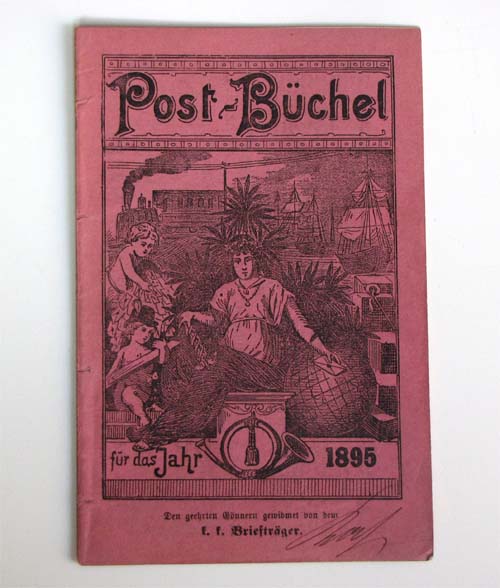 Post-Büchel
für das Jahr 1895
Den geehrten Gönnern gewidmet von dem
k. k. Briefträger.